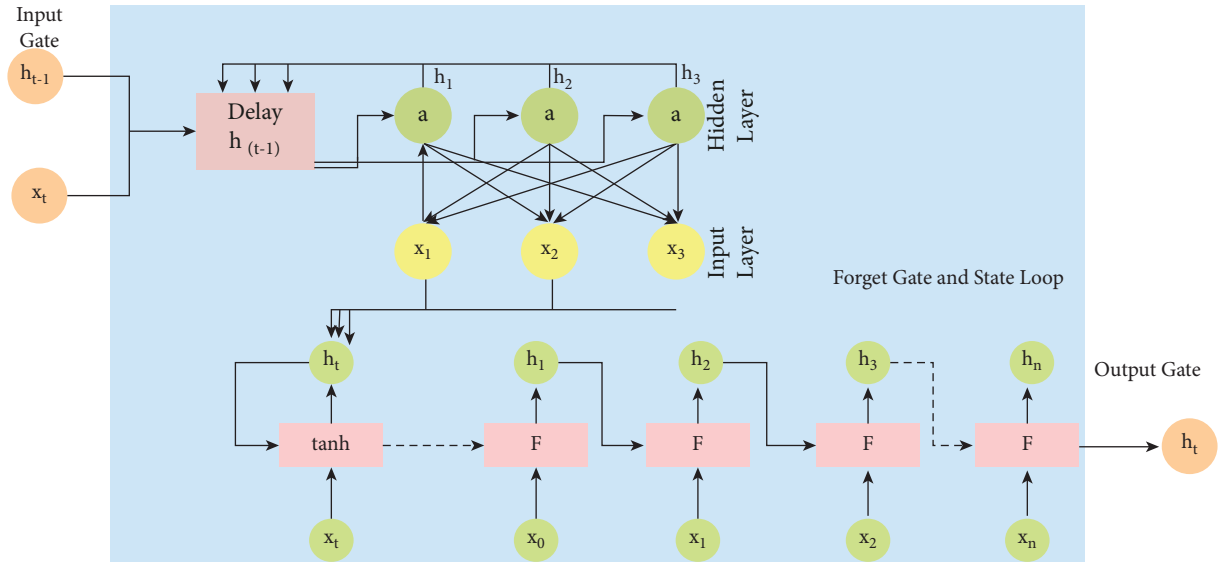 Input
Gate
h_{t-1}
x_t
Delay
h_{(t-1)}
h_1
h_2
h_3
a
a
a
Hidden
Layer
x_1
x_2
x_3
Input
Layer
Forget Gate and State Loop
h_t
h_1
h_2
h_3
h_n
Output Gate
tanh
F
F
F
F
h_t
x_t
x_0
x_1
x_2
x_n